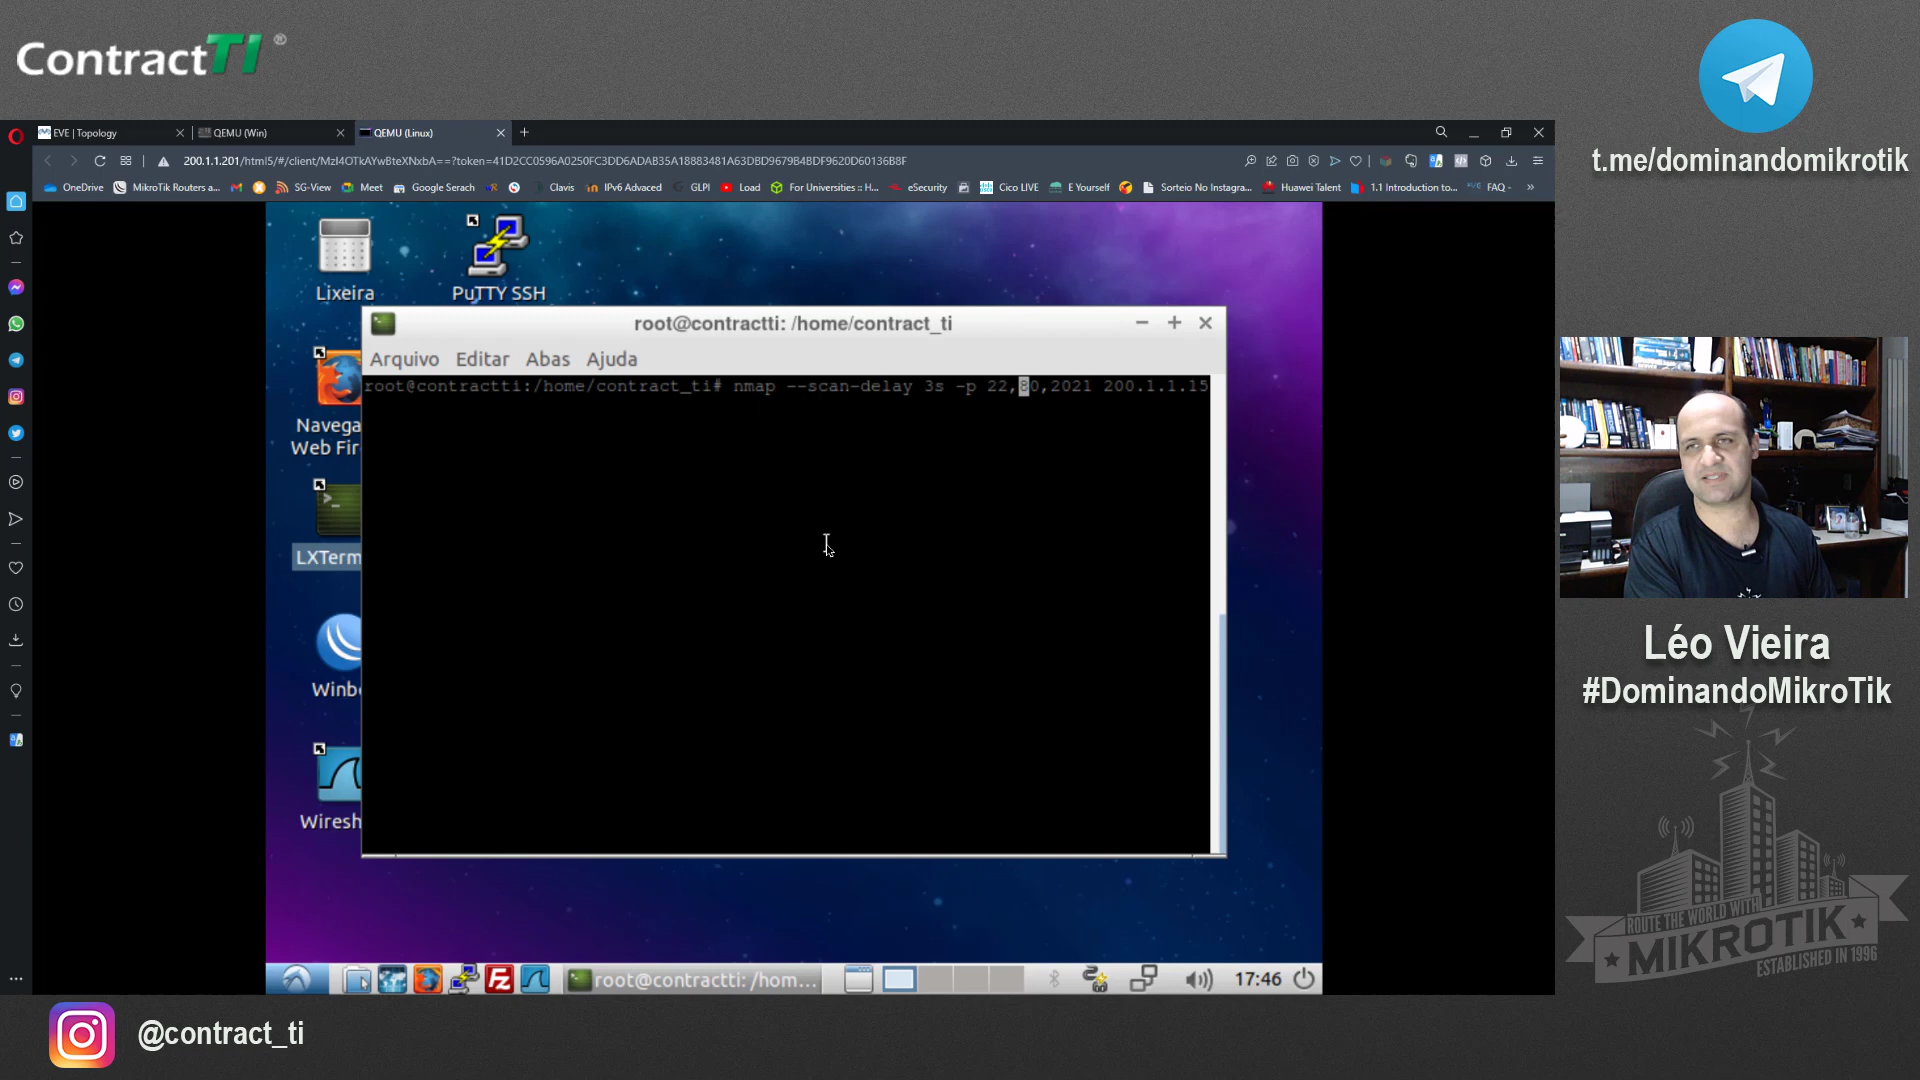 ContractTI ®
t.me/dominandomikrotik
EVE | Topology
QEMU (Win)
QEMU (Linux)
200.1.1.201/html5/#/client/MzI4OTkAYwBteXNxbA==?token=41D2CC0596A0250FC3DD6ADAB35A18883481A63DBD9679B4BDF9620D60136B8F
OneDrive
MikroTik Routers a...
SG-View
Meet
Google Serach
Clavis
IPv6 Advaced
GLPI
Load
For Universities :: H...
eSecurity
Cico LIVE
E Yourself
Sorteio No Instagra...
Huawei Talent
1.1 Introduction to...
FAQ -
Lixeira
PuTTY SSH
root@contractti: /home/contract_ti
Arquivo Editar Abas Ajuda
root@contractti:/home/contract_ti# nmap --scan-delay 3s -p 22,80,2021 200.1.1.15
Navega
Web Fir
LXTerm
Winb
Wiresh
root@contractti: /hom...
17:46
Léo Vieira
#DominandoMikroTik
ROUTE THE WORLD WITH
MIKROTIK
ESTABLISHED IN 1996
@contract_ti